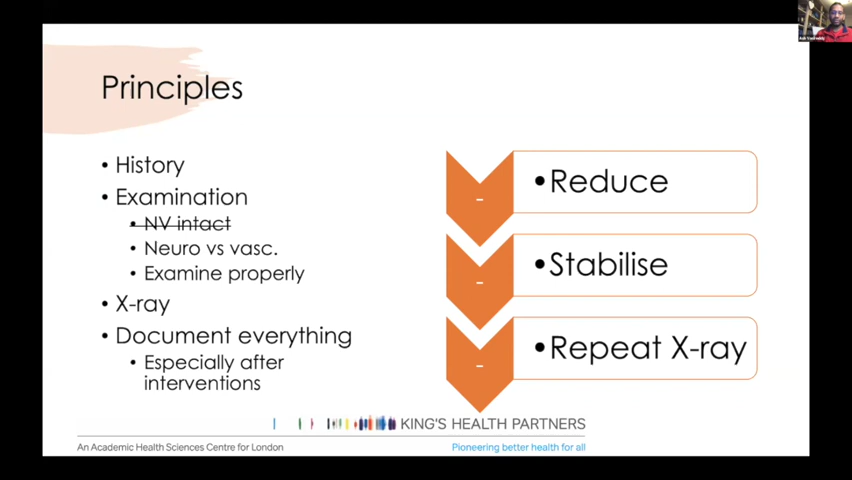 Principles
• History
• Examination
• NV intact
• Neuro vs vasc.
• Examine properly
• X-ray
• Document everything
• Especially after
interventions
-
•Reduce
-
•Stabilise
-
•Repeat X-ray
KING'S HEALTH PARTNERS
An Academic Health Sciences Centre for London
Pioneering better health for all